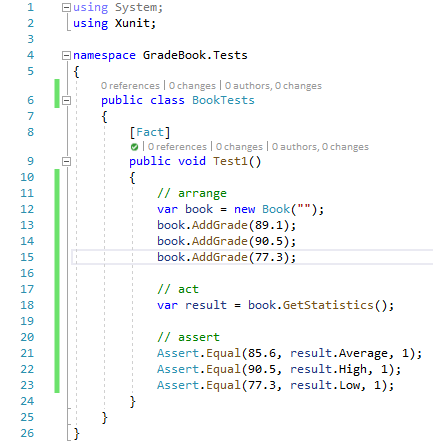 1 using System;
2 using Xunit;
3
4 namespace GradeBook.Tests
5 {
0 references | 0 changes | 0 authors, 0 changes
6 public class BookTests
7 {
8 [Fact]
0 references | 0 changes | 0 authors, 0 changes
9 public void Test1()
10 {
11 // arrange
12 var book = new Book("");
13 book.AddGrade(89.1);
14 book.AddGrade(90.5);
15 book.AddGrade(77.3);
16
17 // act
18 var result = book.GetStatistics();
19
20 // assert
21 Assert.Equal(85.6, result.Average, 1);
22 Assert.Equal(90.5, result.High, 1);
23 Assert.Equal(77.3, result.Low, 1);
24 }
25 }
26 }